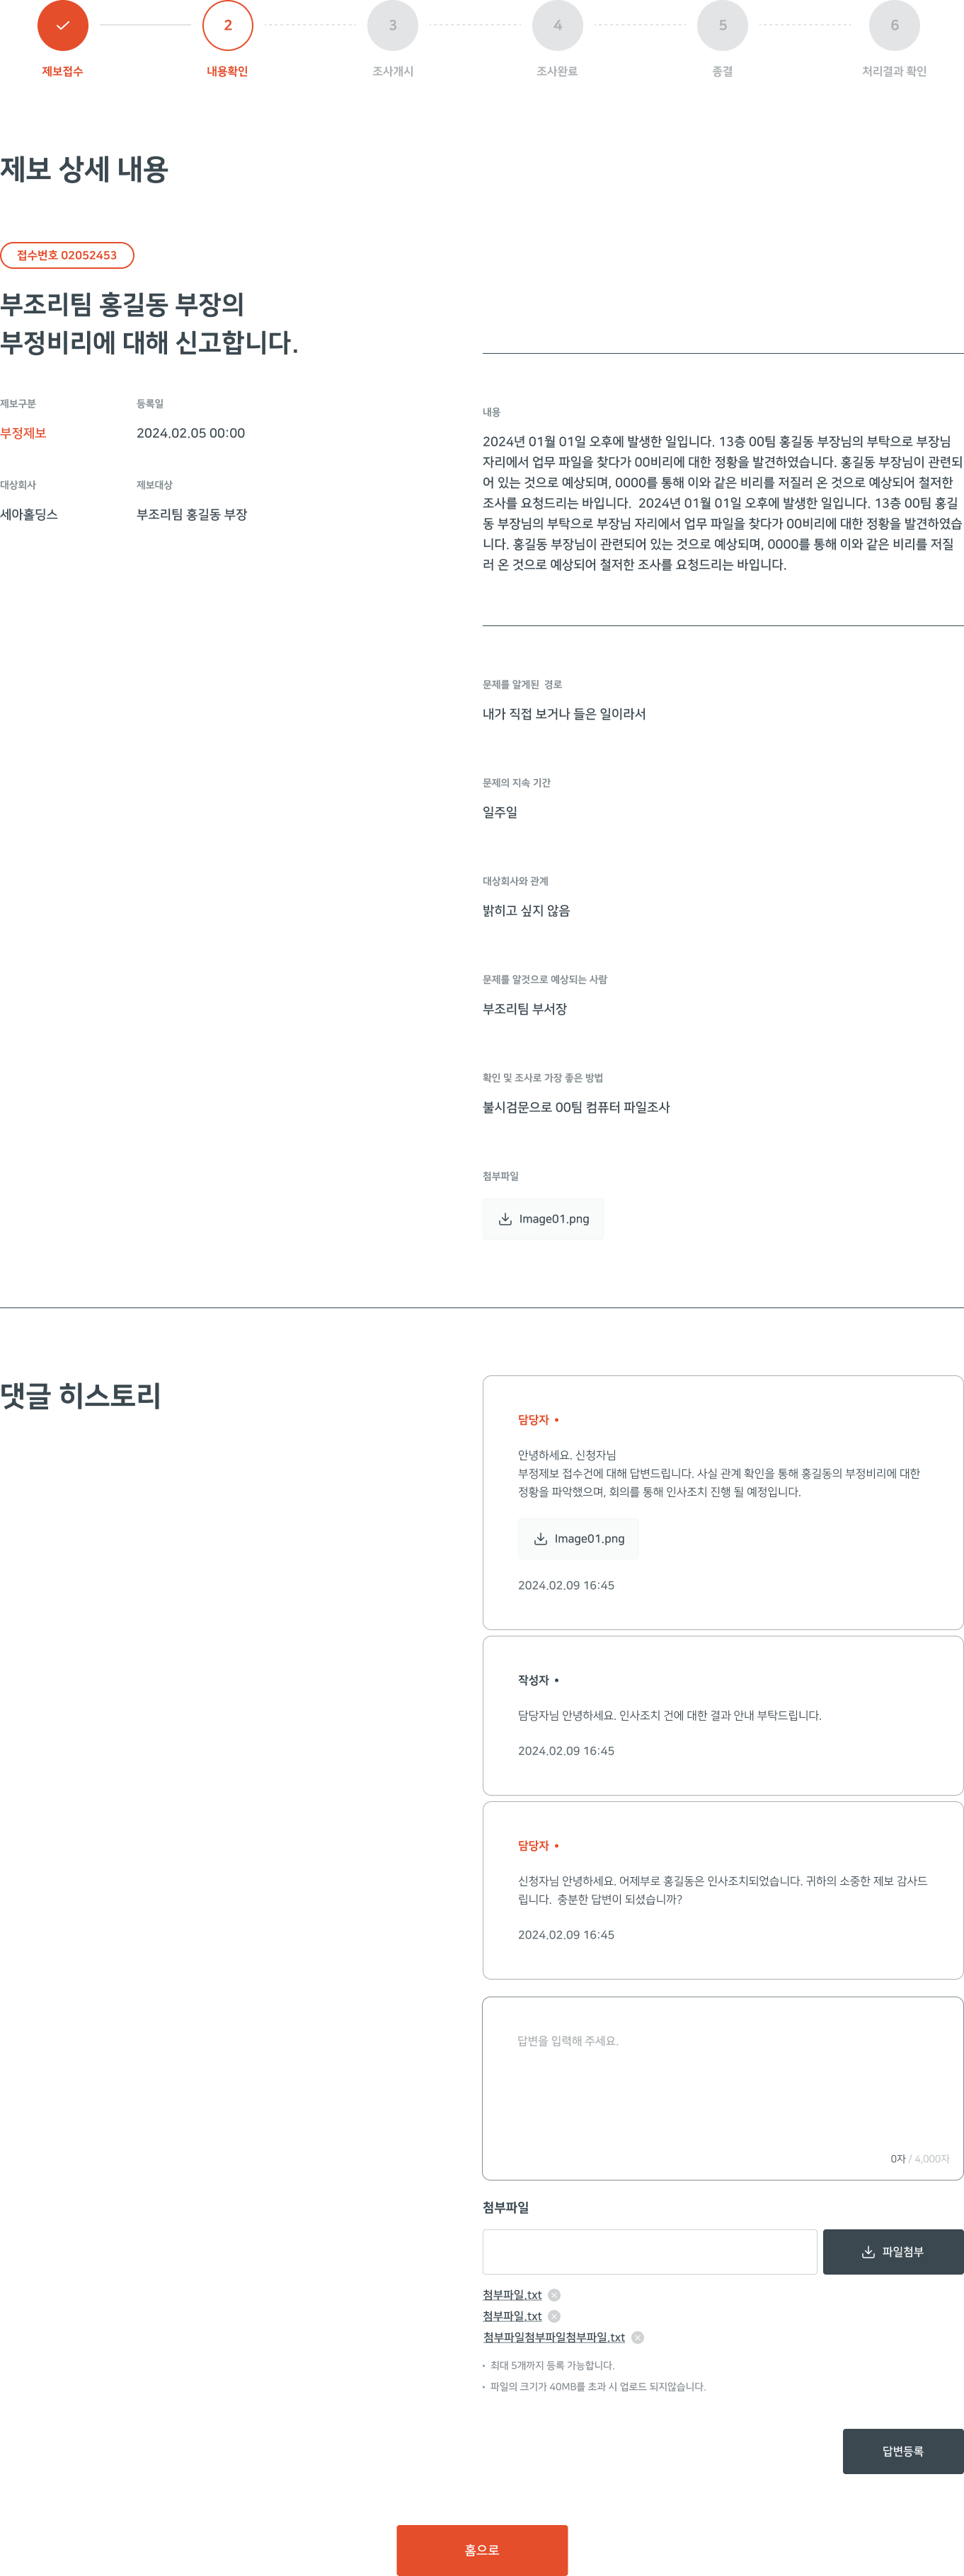 2
3
4
5
6
제보접수
내용확인
조사개시
조사완료
종결
처리결과 확인
제보 상세 내용
접수번호 02052453
부조리팀 홍길동 부장의
부정비리에 대해 신고합니다.
제보구분
등록일
부정제보
2024.02.05 00:00
대상회사
제보대상
세아홀딩스
부조리팀 홍길동 부장
내용
2024년 01월 01일 오후에 발생한 일입니다. 13층 00팀 홍길동 부장님의 부탁으로 부장님
자리에서 업무 파일을 찾다가 00비리에 대한 정황을 발견하였습니다. 홍길동 부장님이 관련되
어 있는 것으로 예상되며, 0000를 통해 이와 같은 비리를 저질러 온 것으로 예상되어 철저한
조사를 요청드리는 바입니다.  2024년 01월 01일 오후에 발생한 일입니다. 13층 00팀 홍길
동 부장님의 부탁으로 부장님 자리에서 업무 파일을 찾다가 00비리에 대한 정황을 발견하였습
니다. 홍길동 부장님이 관련되어 있는 것으로 예상되며, 0000를 통해 이와 같은 비리를 저질
러 온 것으로 예상되어 철저한 조사를 요청드리는 바입니다.
문제를 알게된  경로
내가 직접 보거나 들은 일이라서
문제의 지속 기간
일주일
대상회사와 관계
밝히고 싶지 않음
문제를 알것으로 예상되는 사람
부조리팀 부서장
확인 및 조사로 가장 좋은 방법
불시검문으로 00팀 컴퓨터 파일조사
첨부파일
Image01.png
댓글 히스토리
담당자 •
안녕하세요. 신청자님
부정제보 접수건에 대해 답변드립니다. 사실 관계 확인을 통해 홍길동의 부정비리에 대한
정황을 파악했으며, 회의를 통해 인사조치 진행 될 예정입니다.
Image01.png
2024.02.09 16:45
작성자 •
담당자님 안녕하세요. 인사조치 건에 대한 결과 안내 부탁드립니다.
2024.02.09 16:45
담당자 •
신청자님 안녕하세요. 어제부로 홍길동은 인사조치되었습니다. 귀하의 소중한 제보 감사드
립니다.  충분한 답변이 되셨습니까?
2024.02.09 16:45
답변을 입력해 주세요.
0자 / 4,000자
첨부파일
파일첨부
첨부파일.txt
첨부파일.txt
첨부파일첨부파일첨부파일.txt
• 최대 5개까지 등록 가능합니다.
• 파일의 크기가 40MB를 초과 시 업로드 되지않습니다.
답변등록
홈으로